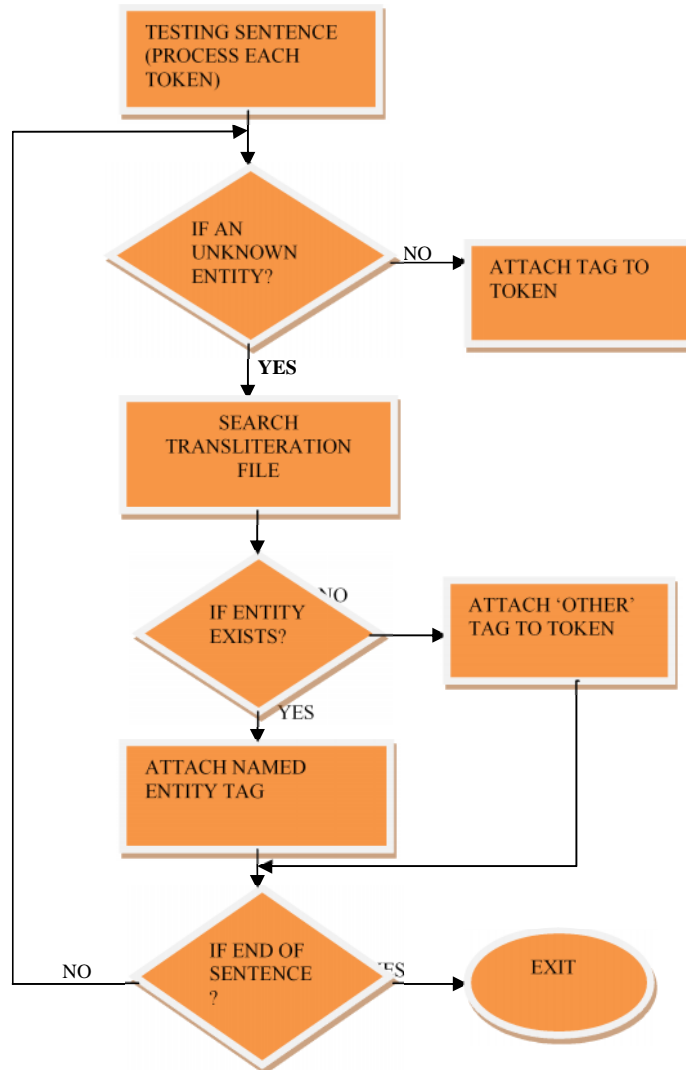 TESTING SENTENCE
(PROCESS EACH
TOKEN)
IF AN
UNKNOWN
ENTITY?
NO
ATTACH TAG TO
TOKEN
YES
SEARCH
TRANSLITERATION
FILE
IF ENTITY
EXISTS?
NO
ATTACH ‘OTHER’
TAG TO TOKEN
YES
ATTACH NAMED
ENTITY TAG
IF END OF
SENTENCE
?
NO
YES
EXIT